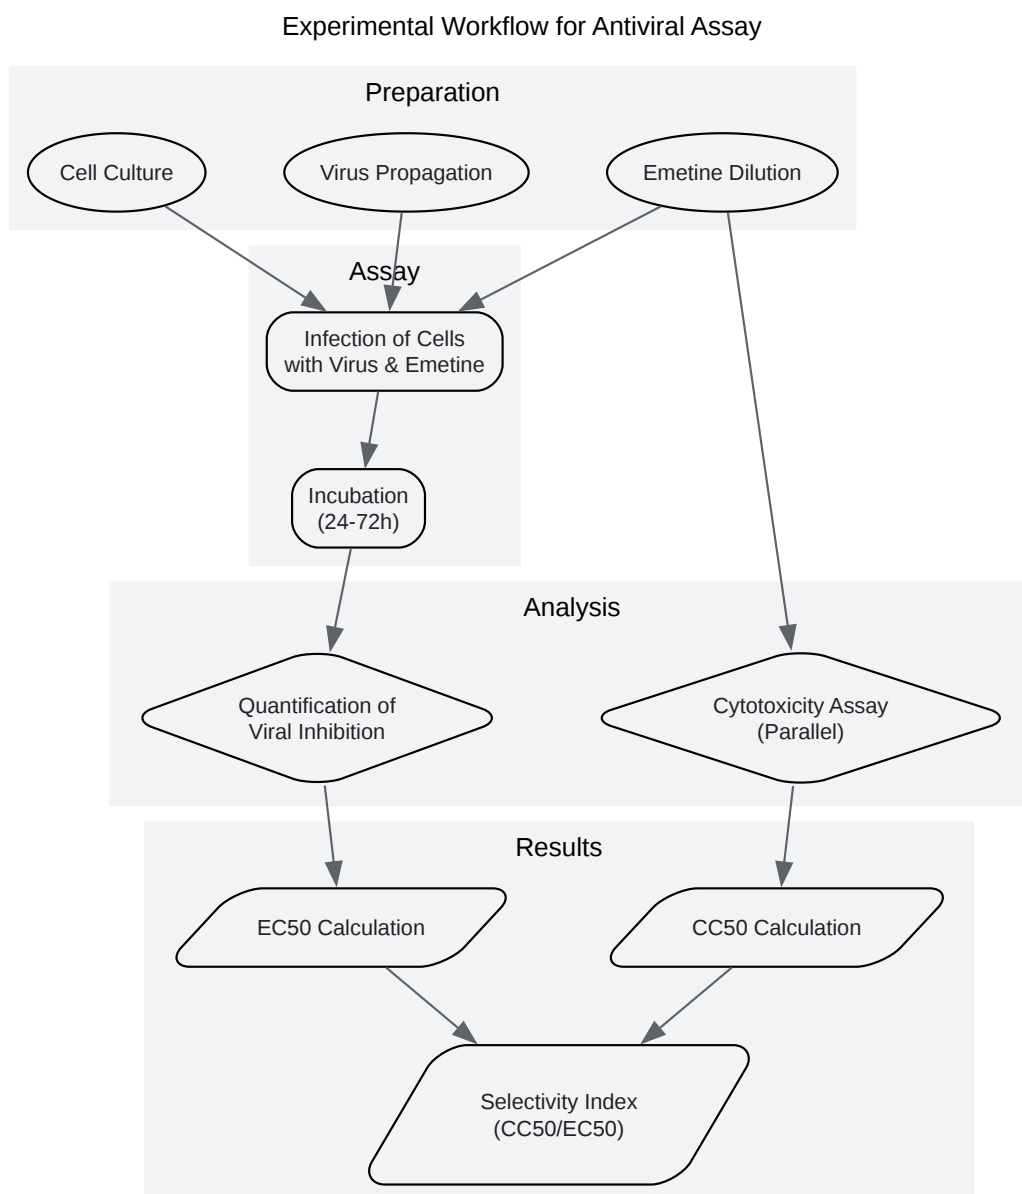 Experimental Workflow for Antiviral Assay
Preparation
Cell Culture
Virus Propagation
Emetine Dilution
Assay
Infection of Cells
with Virus & Emetine
Incubation
(24-72h)
Analysis
Quantification of
Viral Inhibition
Cytotoxicity Assay
(Parallel)
Results
EC50 Calculation
CC50 Calculation
Selectivity Index
(CC50/EC50)